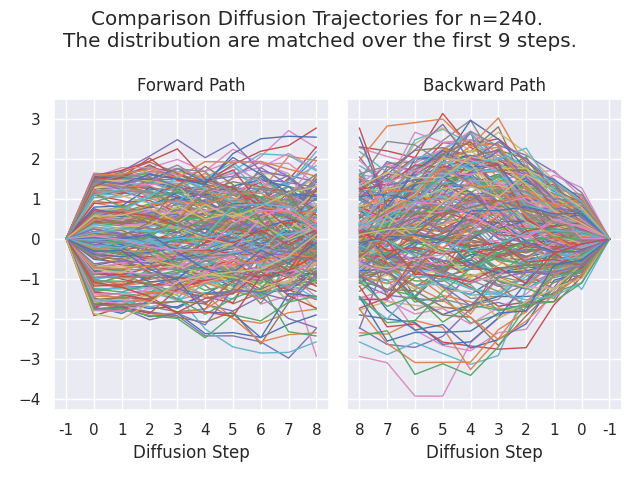 Comparison Diffusion Trajectories for n=240.
The distribution are matched over the first 9 steps.
Forward Path
Backward Path
3
2
1
0
−1
−2
−3
−4
-1 0 1 2 3 4 5 6 7 8
8 7 6 5 4 3 2 1 0 -1
Diffusion Step
Diffusion Step